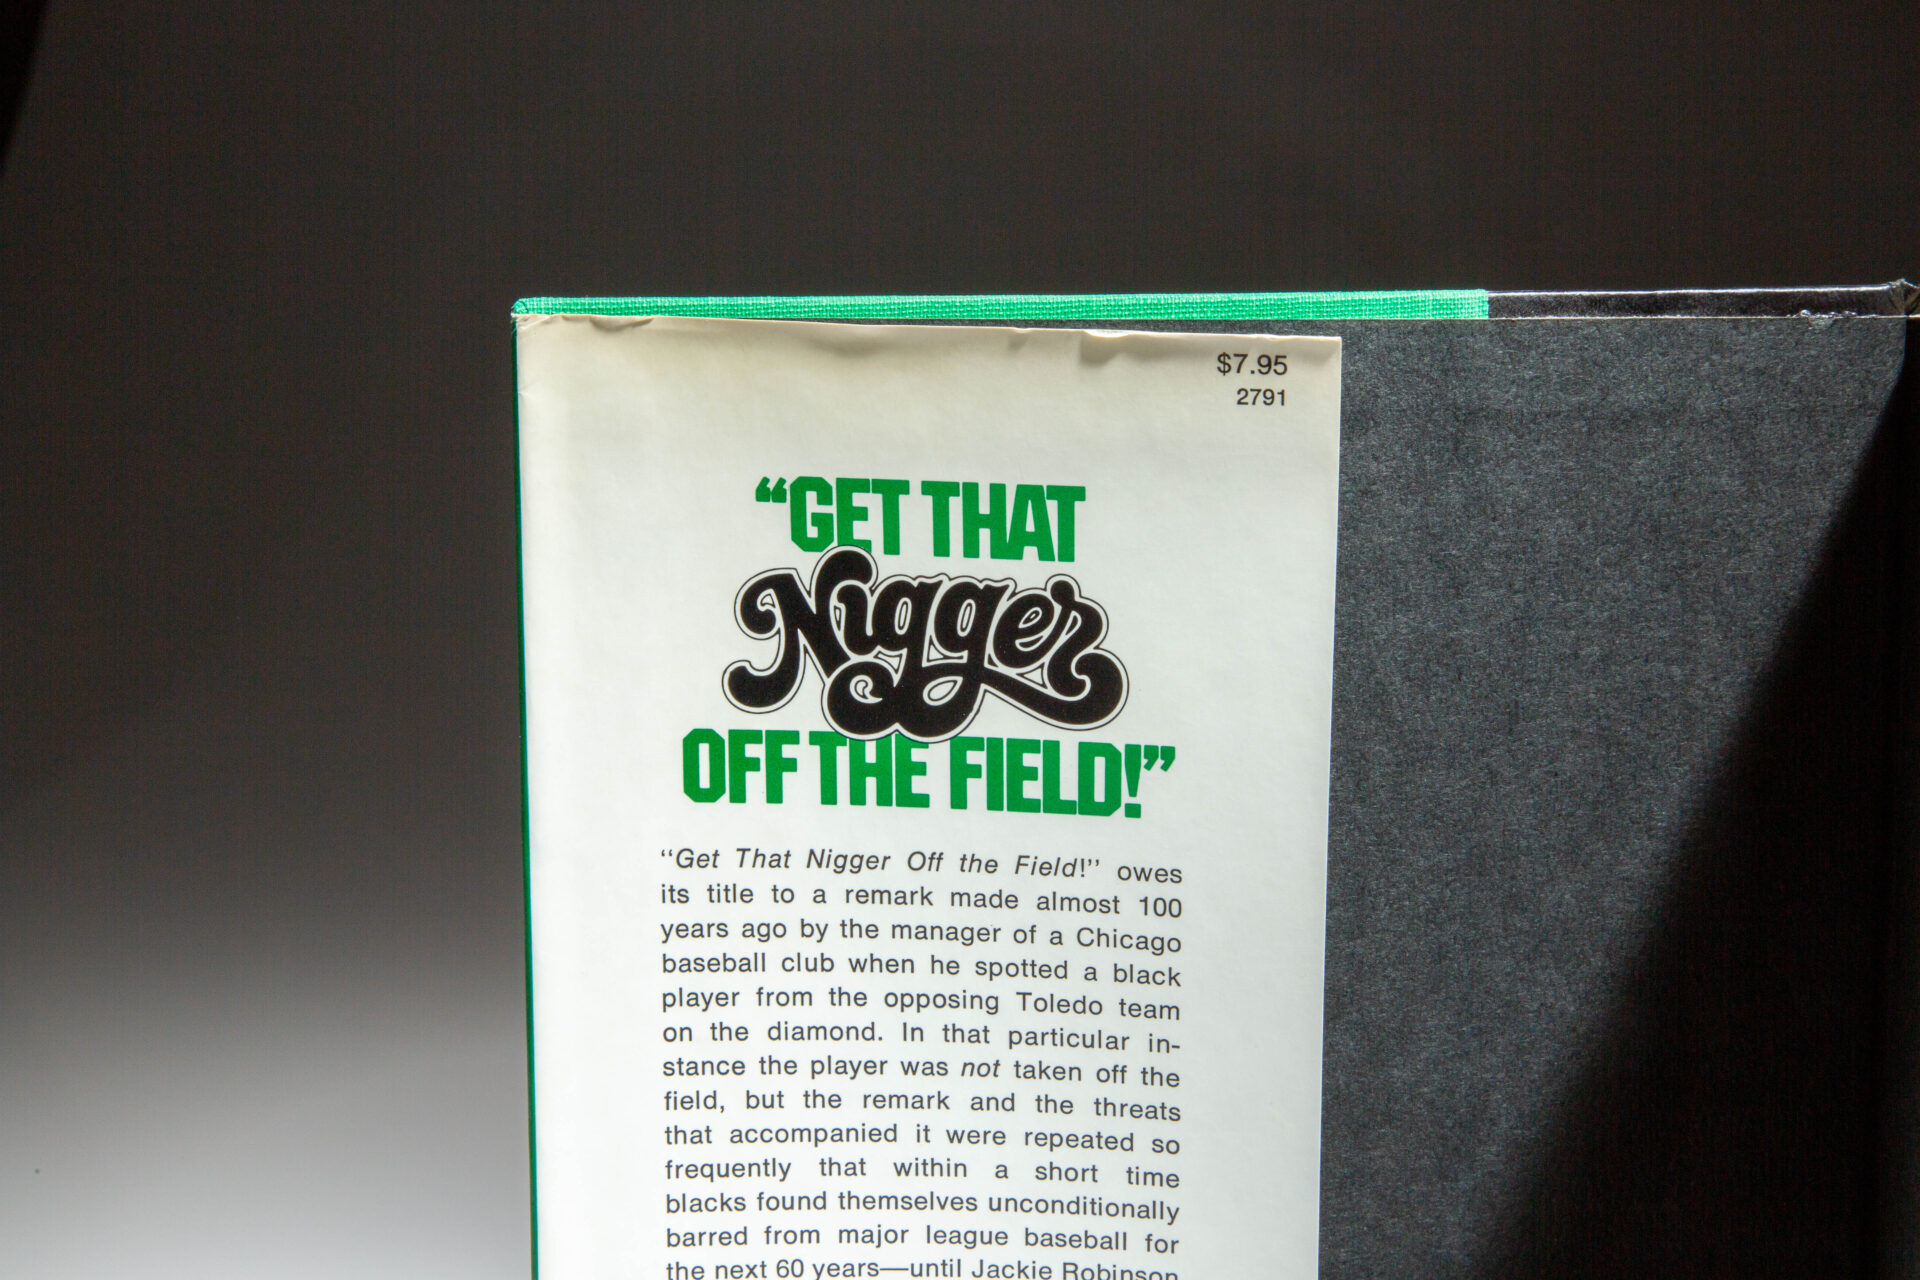 $7.95
2791
“GET THAT
Nigger
OFF THE FIELD!”
“Get That Nigger Off the Field!” owes
its title to a remark made almost 100
years ago by the manager of a Chicago
baseball club when he spotted a black
player from the opposing Toledo team
on the diamond. In that particular in-
stance the player was not taken off the
field, but the remark and the threats
that accompanied it were repeated so
frequently that within a short time
blacks found themselves unconditionally
barred from major league baseball for
the next 60 years—until Jackie Robinson